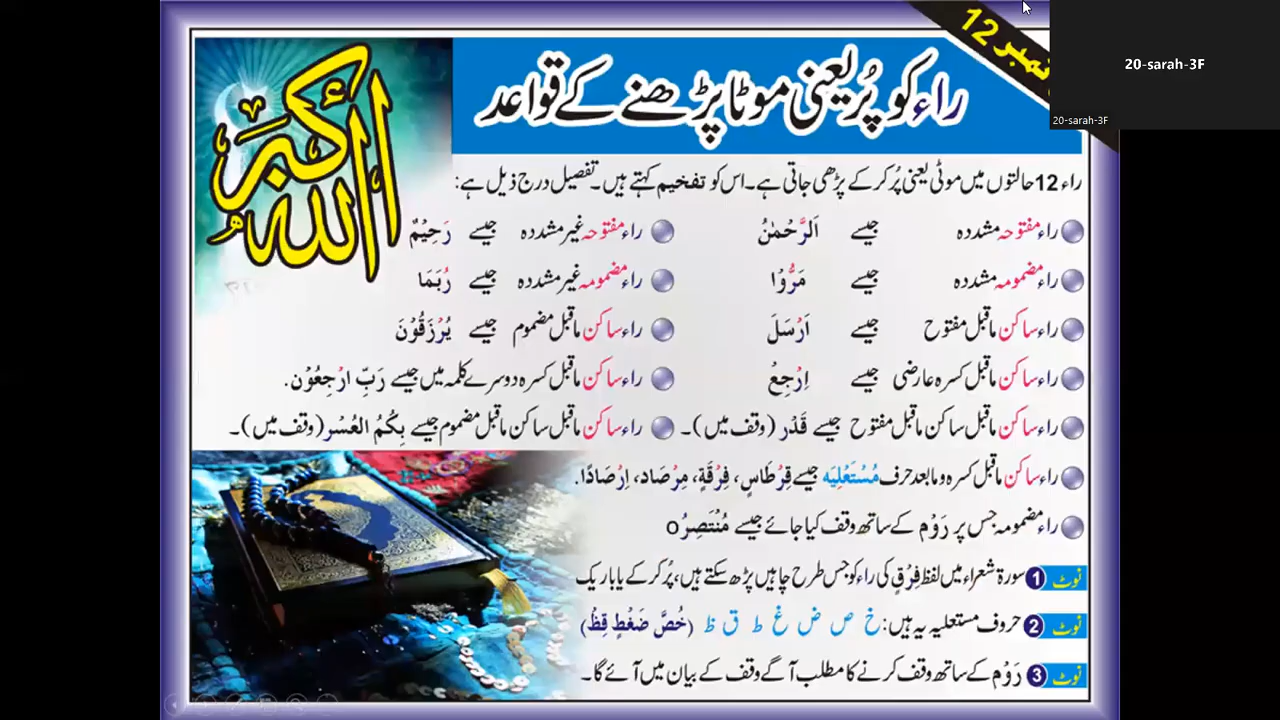 نمبر 12
20-sarah-3F
20-sarah-3F
اللہ اکبر
راء کو پُر یعنی موٹا پڑھنے کے قواعد
راء 12 حالتوں میں موٹی یعنی پُر کر کے پڑھی جاتی ہے۔ اس کو تفخیم کہتے ہیں۔ تفصیل درج ذیل ہے:
راء مفتوحہ مشددہ جیسے اَلرَّحْمٰنُ راء مفتوحہ غیر مشددہ جیسے رَحِیْمٌ
راء مضمومہ مشددہ جیسے مَرُّوْا راء مضمومہ غیر مشددہ جیسے رُبَمَا
راء ساکن ماقبل مفتوح جیسے اَرْسَلَ راء ساکن ماقبل مضموم جیسے یُرْزَقُوْنَ
راء ساکن ماقبل کسرہ عارضی جیسے اِرْجِعْ راء ساکن ماقبل کسرہ دوسرے کلمہ میں جیسے رَبِّ ارْجِعُوْن.
راء ساکن ماقبل ساکن ماقبل مفتوح جیسے قَدْر (وقف میں)۔ راء ساکن ماقبل ساکن ماقبل مضموم جیسے بِکُمُ الْعُسْر (وقف میں)۔
راء ساکن ماقبل کسرہ و مابعد حرف مُسْتَعْلِیَہ جیسے قِرْطَاسٍ، فِرْقَةٍ، مِرْصَاد، اِرْصَادًا.
راء مضمومہ جس پر رَوْم کے ساتھ وقف کیا جائے جیسے مُنْتَصِرُ o
نوٹ 1 سورۃ شعراء میں لفظ فِرْقٍ کی راء کو جس طرح چاہیں پڑھ سکتے ہیں، پُر کر کے یا باریک
نوٹ 2 حروف مستعلیہ یہ ہیں: خ ص ض غ ط ق ظ (خُصَّ ضَغْطٍ قِظْ)
نوٹ 3 رَوْم کے ساتھ وقف کرنے کا مطلب آگے وقف کے بیان میں آئے گا۔